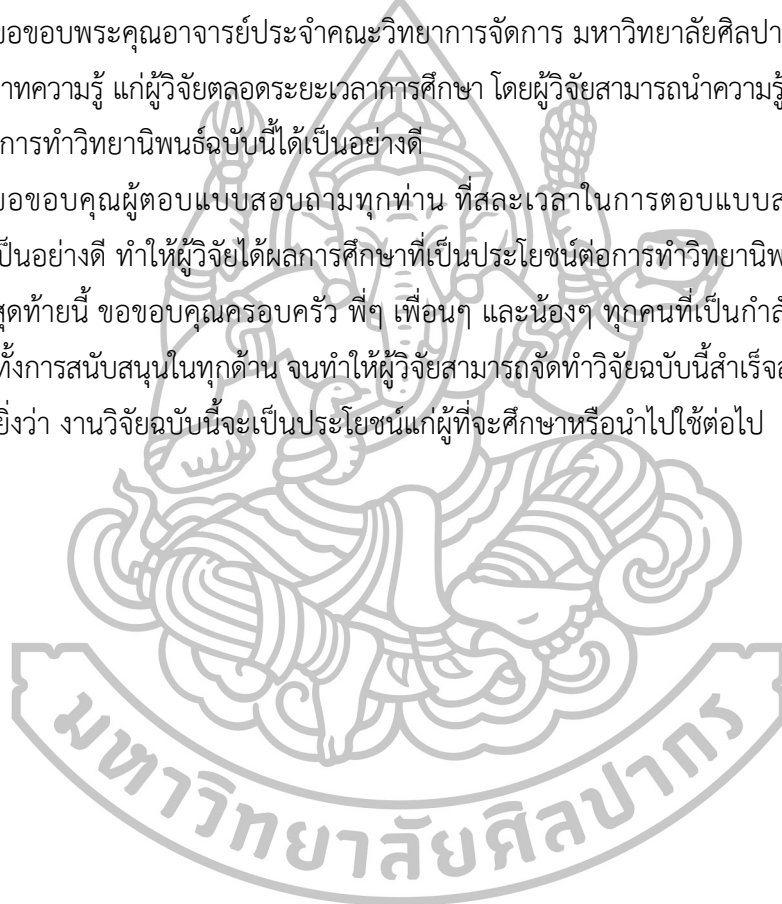 ขอขอบพระคุณอาจารย์ประจำคณะวิทยาการจัดการ มหาวิทยาลัยศิลปา
าทความรู้ แก่ผู้วิจัยตลอดระยะเวลาการศึกษา โดยผู้วิจัยสามารถนำความรู้
การทำวิทยานิพนธ์ฉบับนี้ได้เป็นอย่างดี
ขอขอบคุณผู้ตอบแบบสอบถามทุกท่าน ที่สละเวลาในการตอบแบบส
ป็นอย่างดี ทำให้ผู้วิจัยได้ผลการศึกษาที่เป็นประโยชน์ต่อการทำวิทยานิพ
สุดท้ายนี้ ขอขอบคุณครอบครัว พี่ๆ เพื่อนๆ และน้องๆ ทุกคนที่เป็นกำลั
ทั้งการสนับสนุนในทุกด้าน จนทำให้ผู้วิจัยสามารถจัดทำวิจัยฉบับนี้สำเร็จล
ยิ่งว่า งานวิจัยฉบับนี้จะเป็นประโยชน์แก่ผู้ที่จะศึกษาหรือนำไปใช้ต่อไป
มหาวิทยาลัยศิลปากร